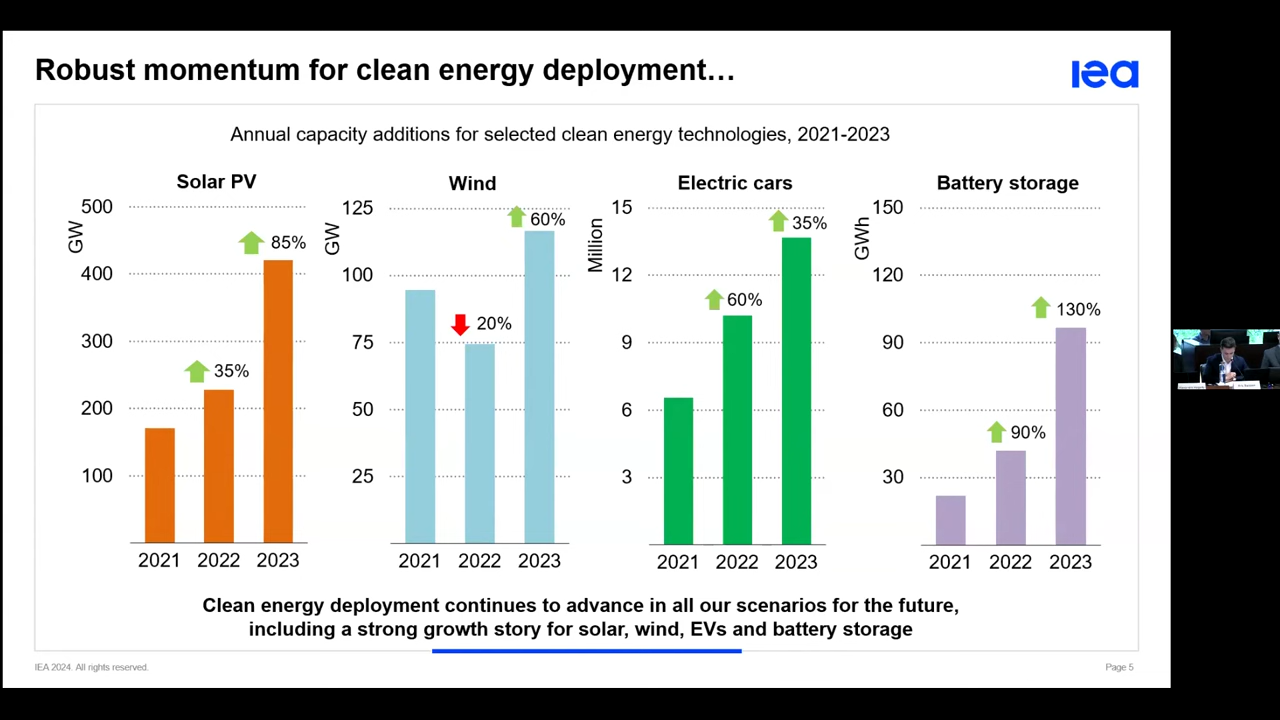 Robust momentum for clean energy deployment…
iea
Annual capacity additions for selected clean energy technologies, 2021-2023
Solar PV
GW
500
400
300
200
100
35%
85%
2021 2022 2023
Wind
GW
125
100
75
50
25
20%
60%
2021 2022 2023
Electric cars
Million
15
12
9
6
3
60%
35%
2021 2022 2023
Battery storage
GWh
150
120
90
60
30
90%
130%
2021 2022 2023
Clean energy deployment continues to advance in all our scenarios for the future,
including a strong growth story for solar, wind, EVs and battery storage
IEA 2024. All rights reserved.
Page 5